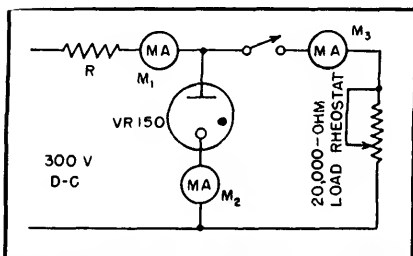 R
MA
M₁
MA
M₃
VR 150
MA
M₂
300 V
D-C
20,000-OHM
LOAD RHEOSTAT